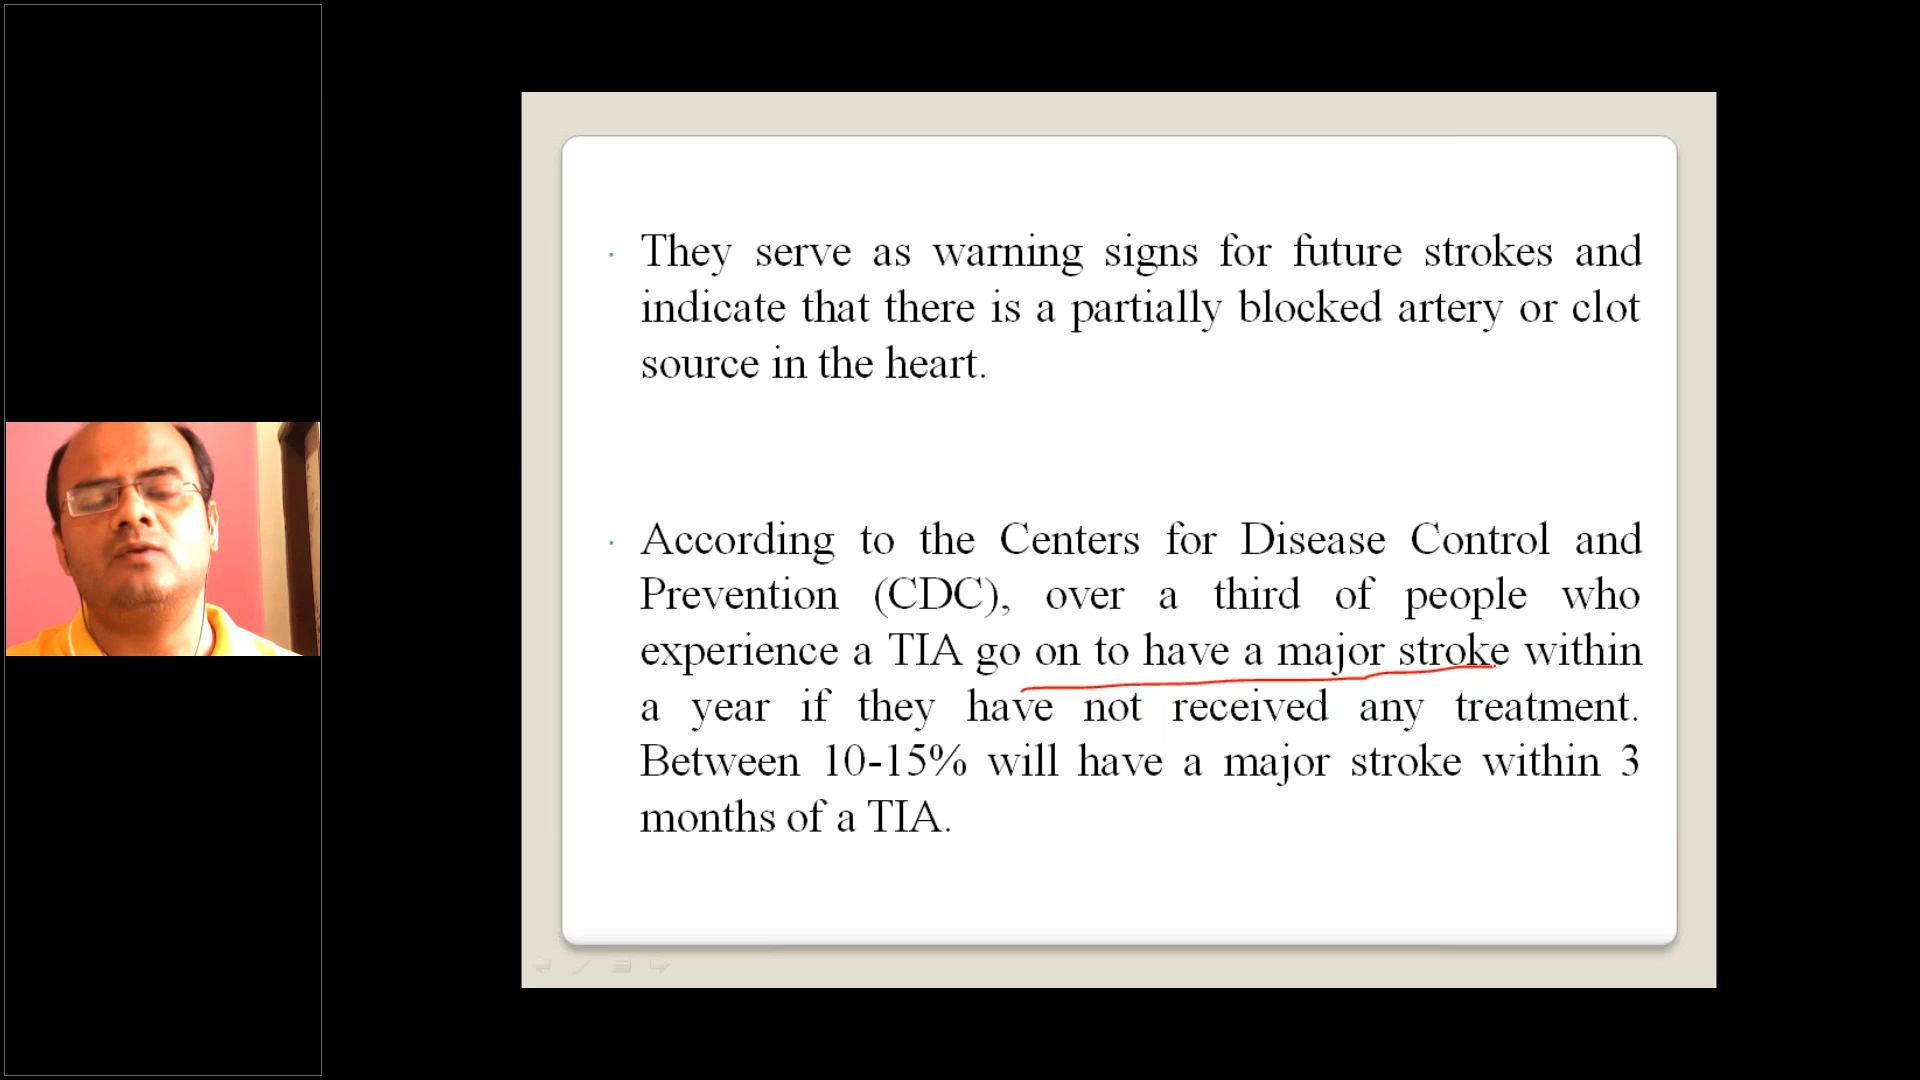 They serve as warning signs for future strokes and
indicate that there is a partially blocked artery or clot
source in the heart.
According to the Centers for Disease Control and
Prevention (CDC), over a third of people who
experience a TIA go on to have a major stroke within
a year if they have not received any treatment.
Between 10-15% will have a major stroke within 3
months of a TIA.